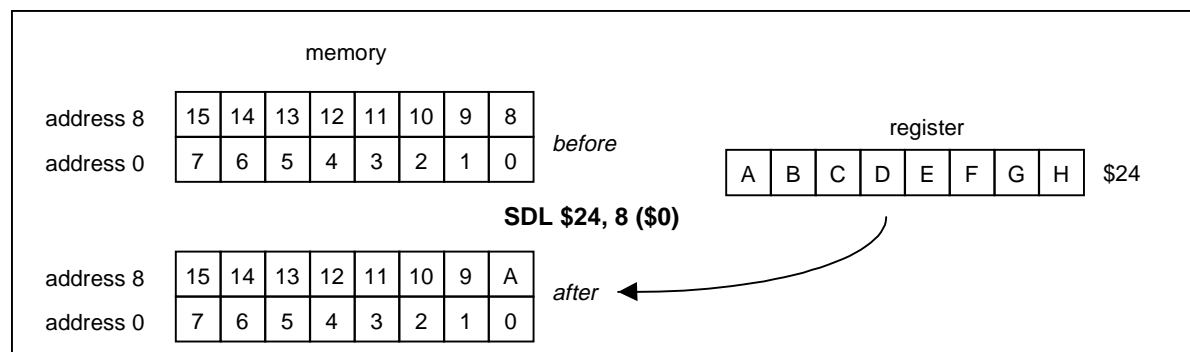 memory
address 8 15 14 13 12 11 10 9 8
before
register
address 0 7 6 5 4 3 2 1 0
A B C D E F G H $24
SDL $24, 8 ($0)
address 8 15 14 13 12 11 10 9 A
after
address 0 7 6 5 4 3 2 1 0